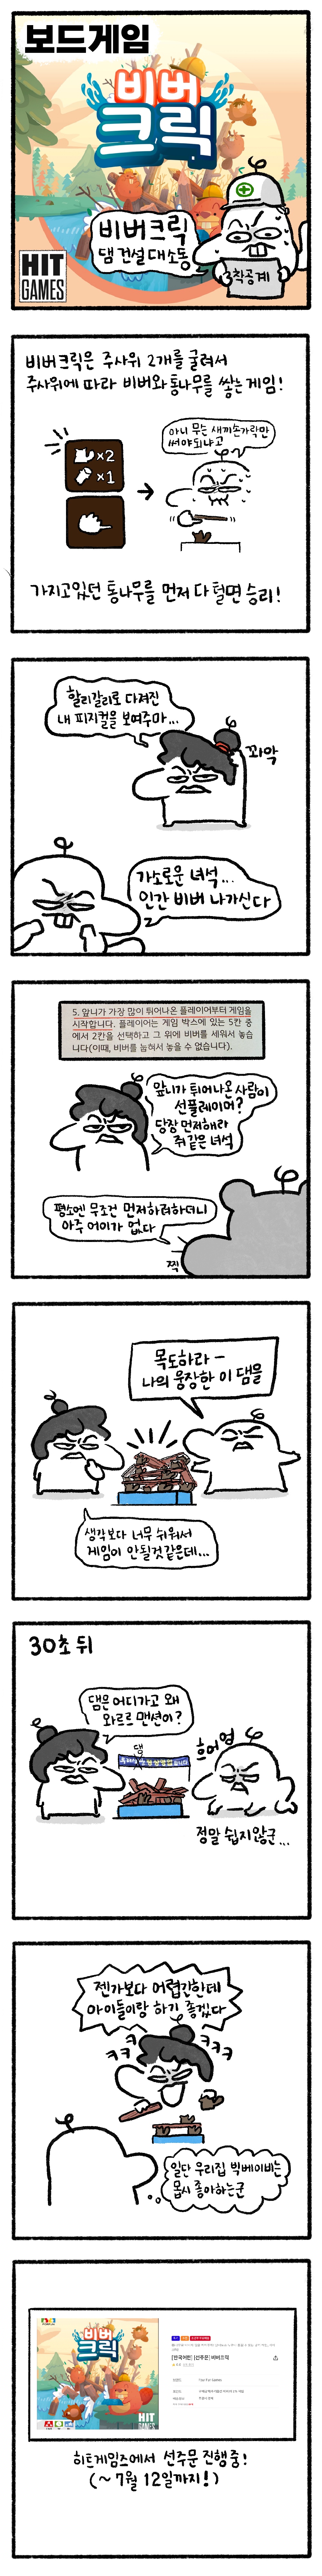 보드게임
비버
크릭
비버크릭
댐 건설 대소동
HIT
GAMES
착공계
비버크릭은 주사위 2개를 굴려서
주사위에 따라 비버와 통나무를 쌓는 게임!
아니 무슨 새끼손가락만
써야되냐고
×2
×1
가지고있던 통나무를 먼저 다 털면 승리!
할리갈리로 다져진
내 피지컬을 보여주마...
꽈악
가소로운 녀석...
인간 비버 나가신다
5. 앞니가 가장 많이 튀어나온 플레이어부터 게임을
시작합니다. 플레이어는 게임 박스에 있는 5칸 중
에서 2칸을 선택하고 그 위에 비버를 세워서 놓습
니다(이때, 비버를 눕혀서 놓을 수 없습니다).
앞니가 튀어나온 사람이
선플레이어?
당장 먼저해라
쥐같은 녀석
평소엔 무조건 먼저하려하더니
아주 어이가 없다
찍
목도하라 -
나의 웅장한 이 댐을
생각보다 너무 쉬워서
게임이 안될것같은데...
30초 뒤
댐은 어디가고 왜
와르르 맨션이?
댐
흐어엉
정말 쉽지않군...
젠가보다 어렵긴한데
아이들이랑 하기 좋겠다
ㅋㅋㅋ
ㅋㅋㅋ
일단 우리집 빅베이비는
몹시 좋아하는군
비버
크릭
HIT
GAMES
[한국어판] [선주문] 비버크릭
히트게임즈에서 선주문 진행 중!
(~7월 12일까지!)